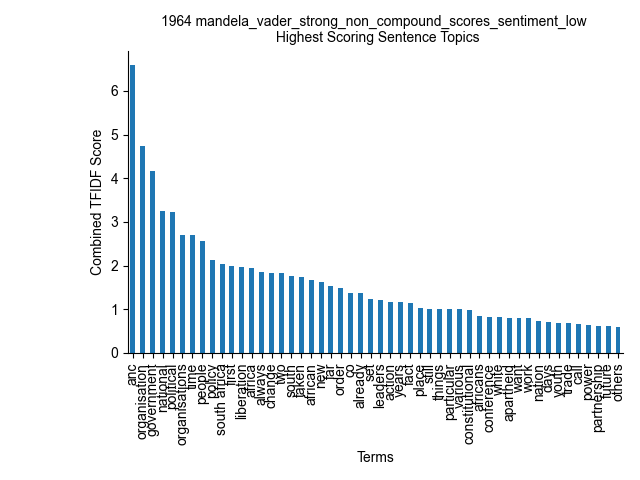 1964 mandela_vader_strong_non_compound_scores_sentiment_low
Highest Scoring Sentence Topics
Combined TFIDF Score
6
5
4
3
2
1
0
anc
organisation
government
national
political
organisations
time
people
policy
south africa
first
liberation
africa
always
change
two
south
taken
african
new
far
order
co
already
set
leaders
action
years
fact
place
still
things
particular
various
constitutional
africans
conference
white
apartheid
want
work
nation
days
youth
trade
call
power
partnership
future
others
Terms